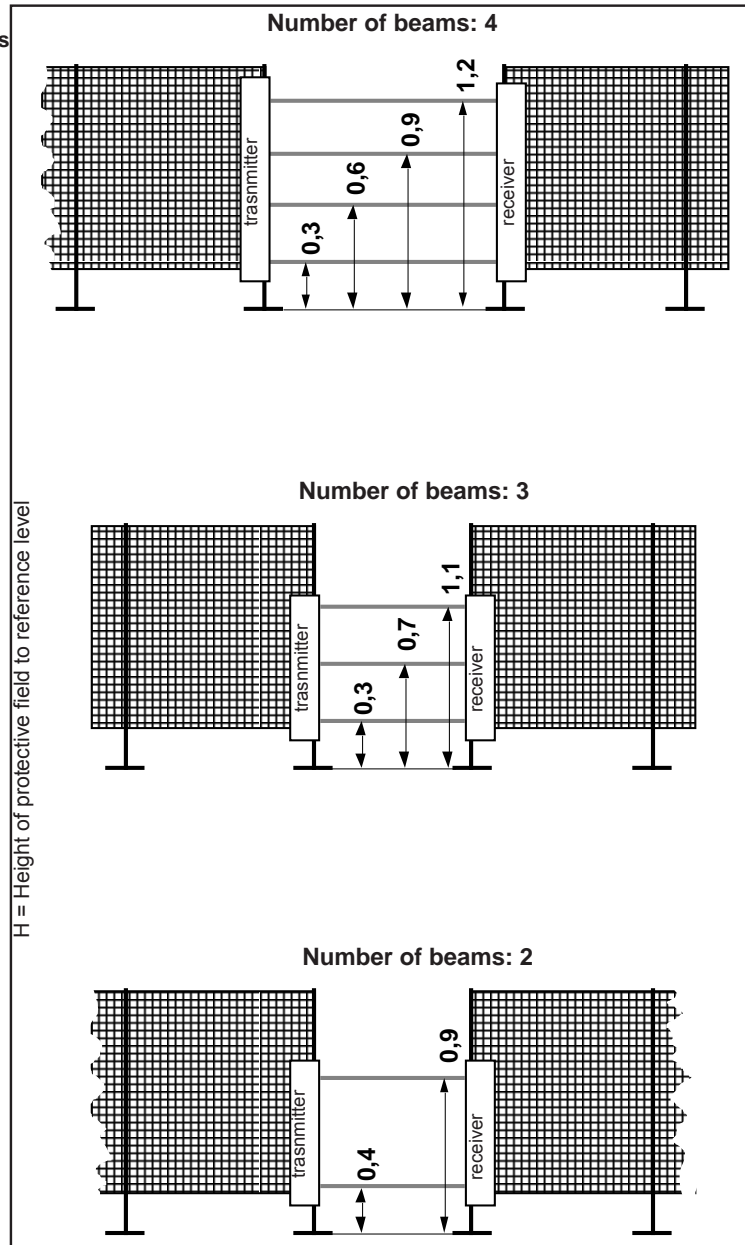 s
Number of beams: 4
trasnmitter
0,3
0,6
0,9
1,2
receiver
H = Height of protective field to reference level
Number of beams: 3
trasnmitter
0,3
0,7
1,1
receiver
Number of beams: 2
trasnmitter
0,4
0,9
receiver